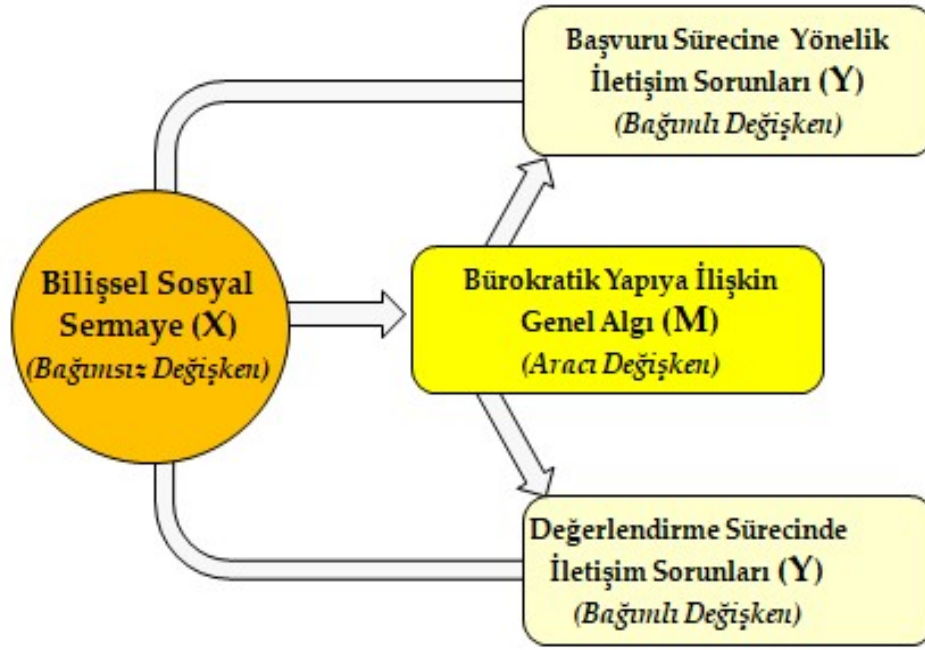 Başvuru Sürecine Yönelik
İletişim Sorunları (Y)
(Bağımlı Değişken)
Bilişsel Sosyal
Sermaye (X)
(Bağımsız Değişken)
Bürokratik Yapıya İlişkin
Genel Algı (M)
(Aracı Değişken)
Değerlendirme Sürecinde
İletişim Sorunları (Y)
(Bağımlı Değişken)